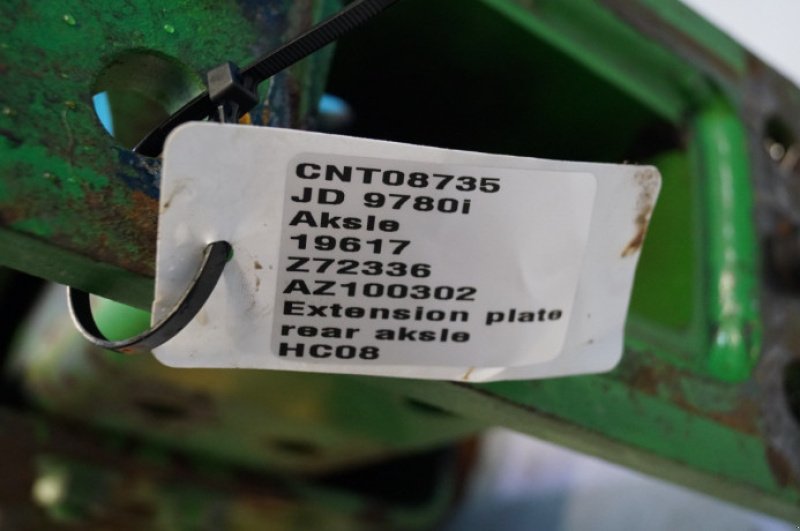 CNT08735
JD 9780i
Aksle
19617
Z72336
AZ100302
Extension plate
rear aksle
HC08